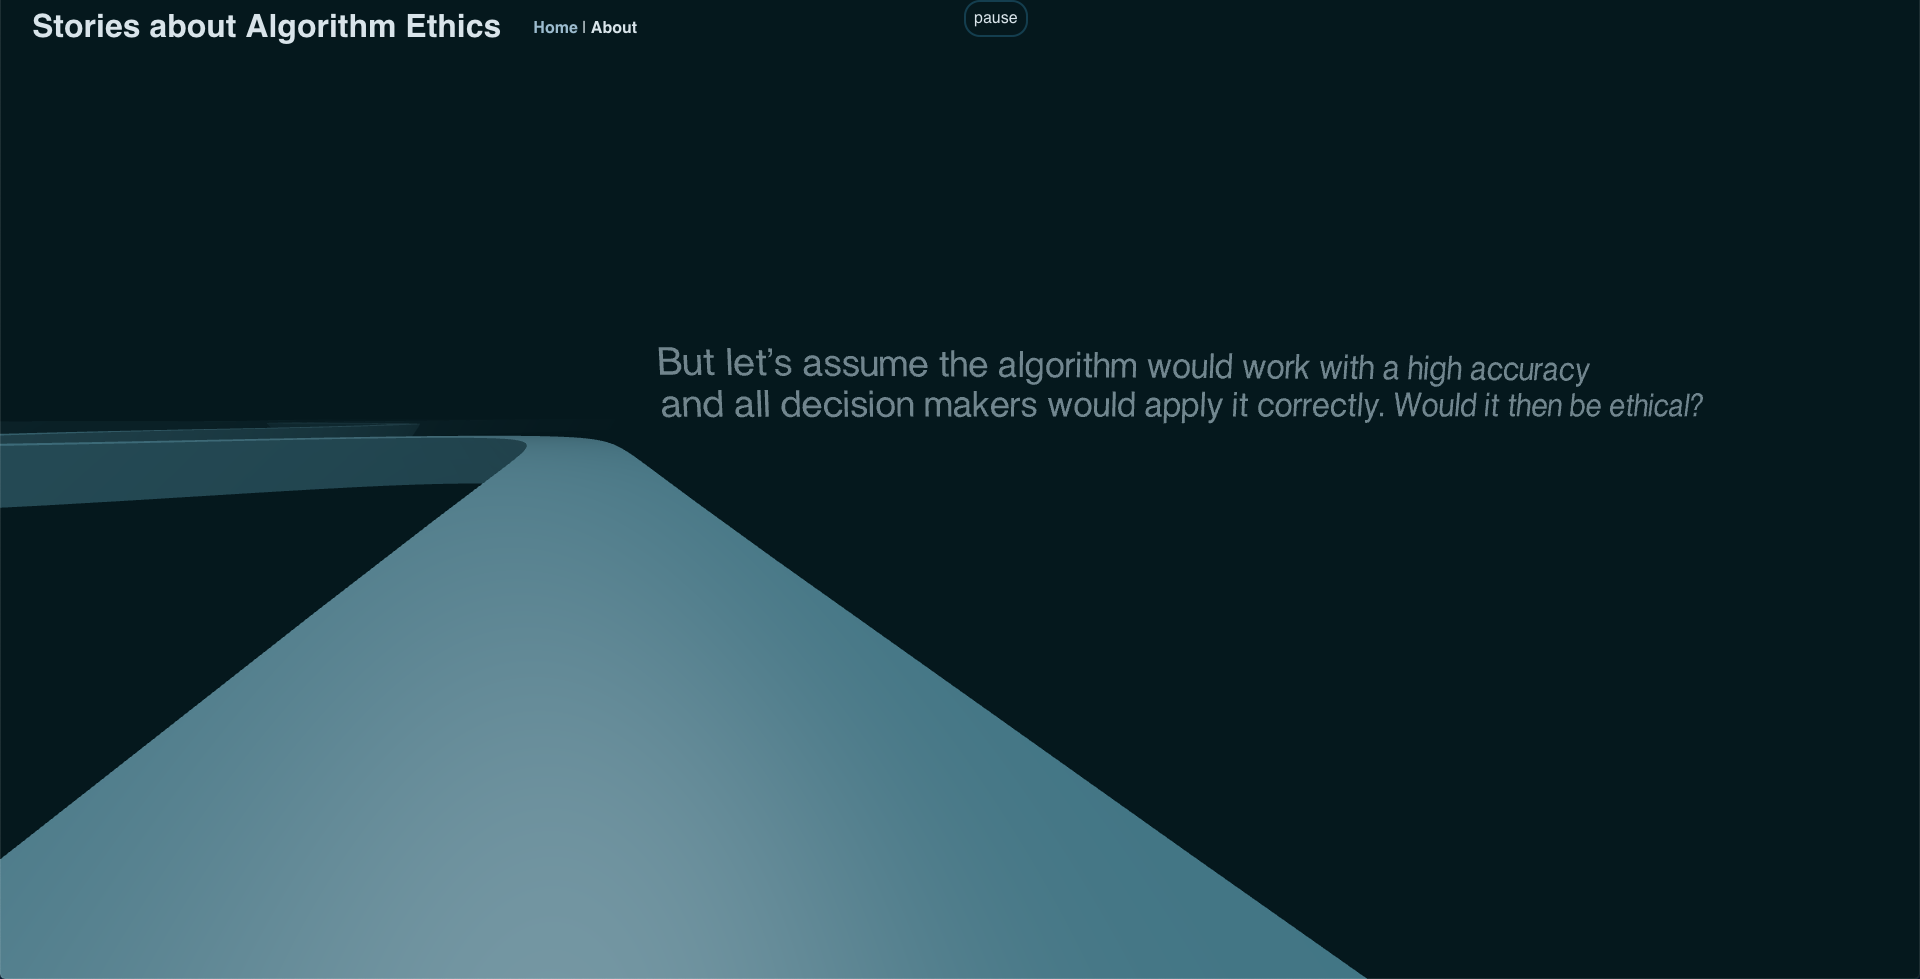 Stories about Algorithm Ethics
Home | About
pause
But let’s assume the algorithm would work with a high accuracy
and all decision makers would apply it correctly. Would it then be ethical?